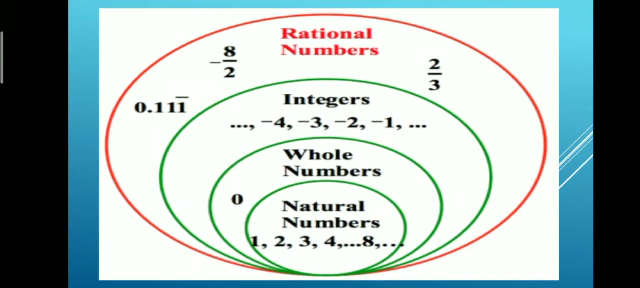 Rational
Numbers
−8/2
2/3
0.111̅
Integers
..., −4, −3, −2, −1, ...
Whole
Numbers
0
Natural
Numbers
1, 2, 3, 4,...8,...